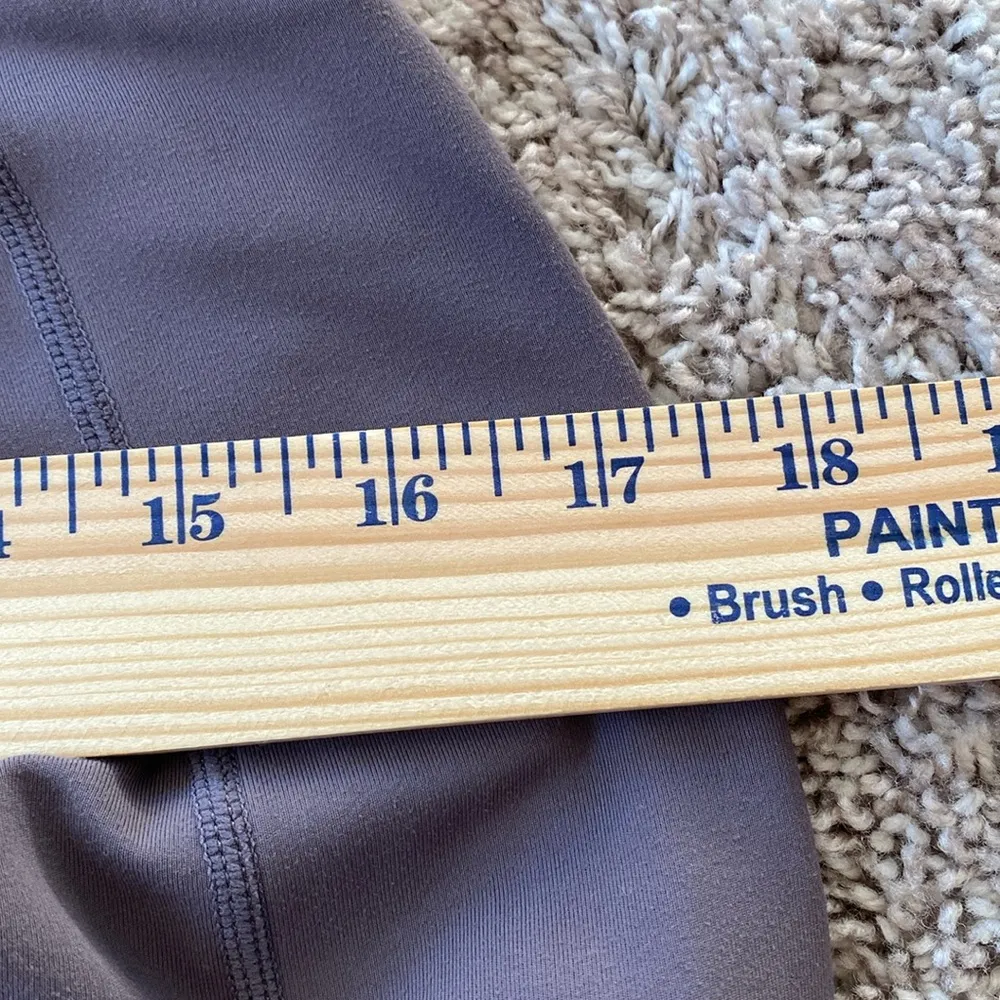 15 16 17 18
PAINT
• Brush • Rolle